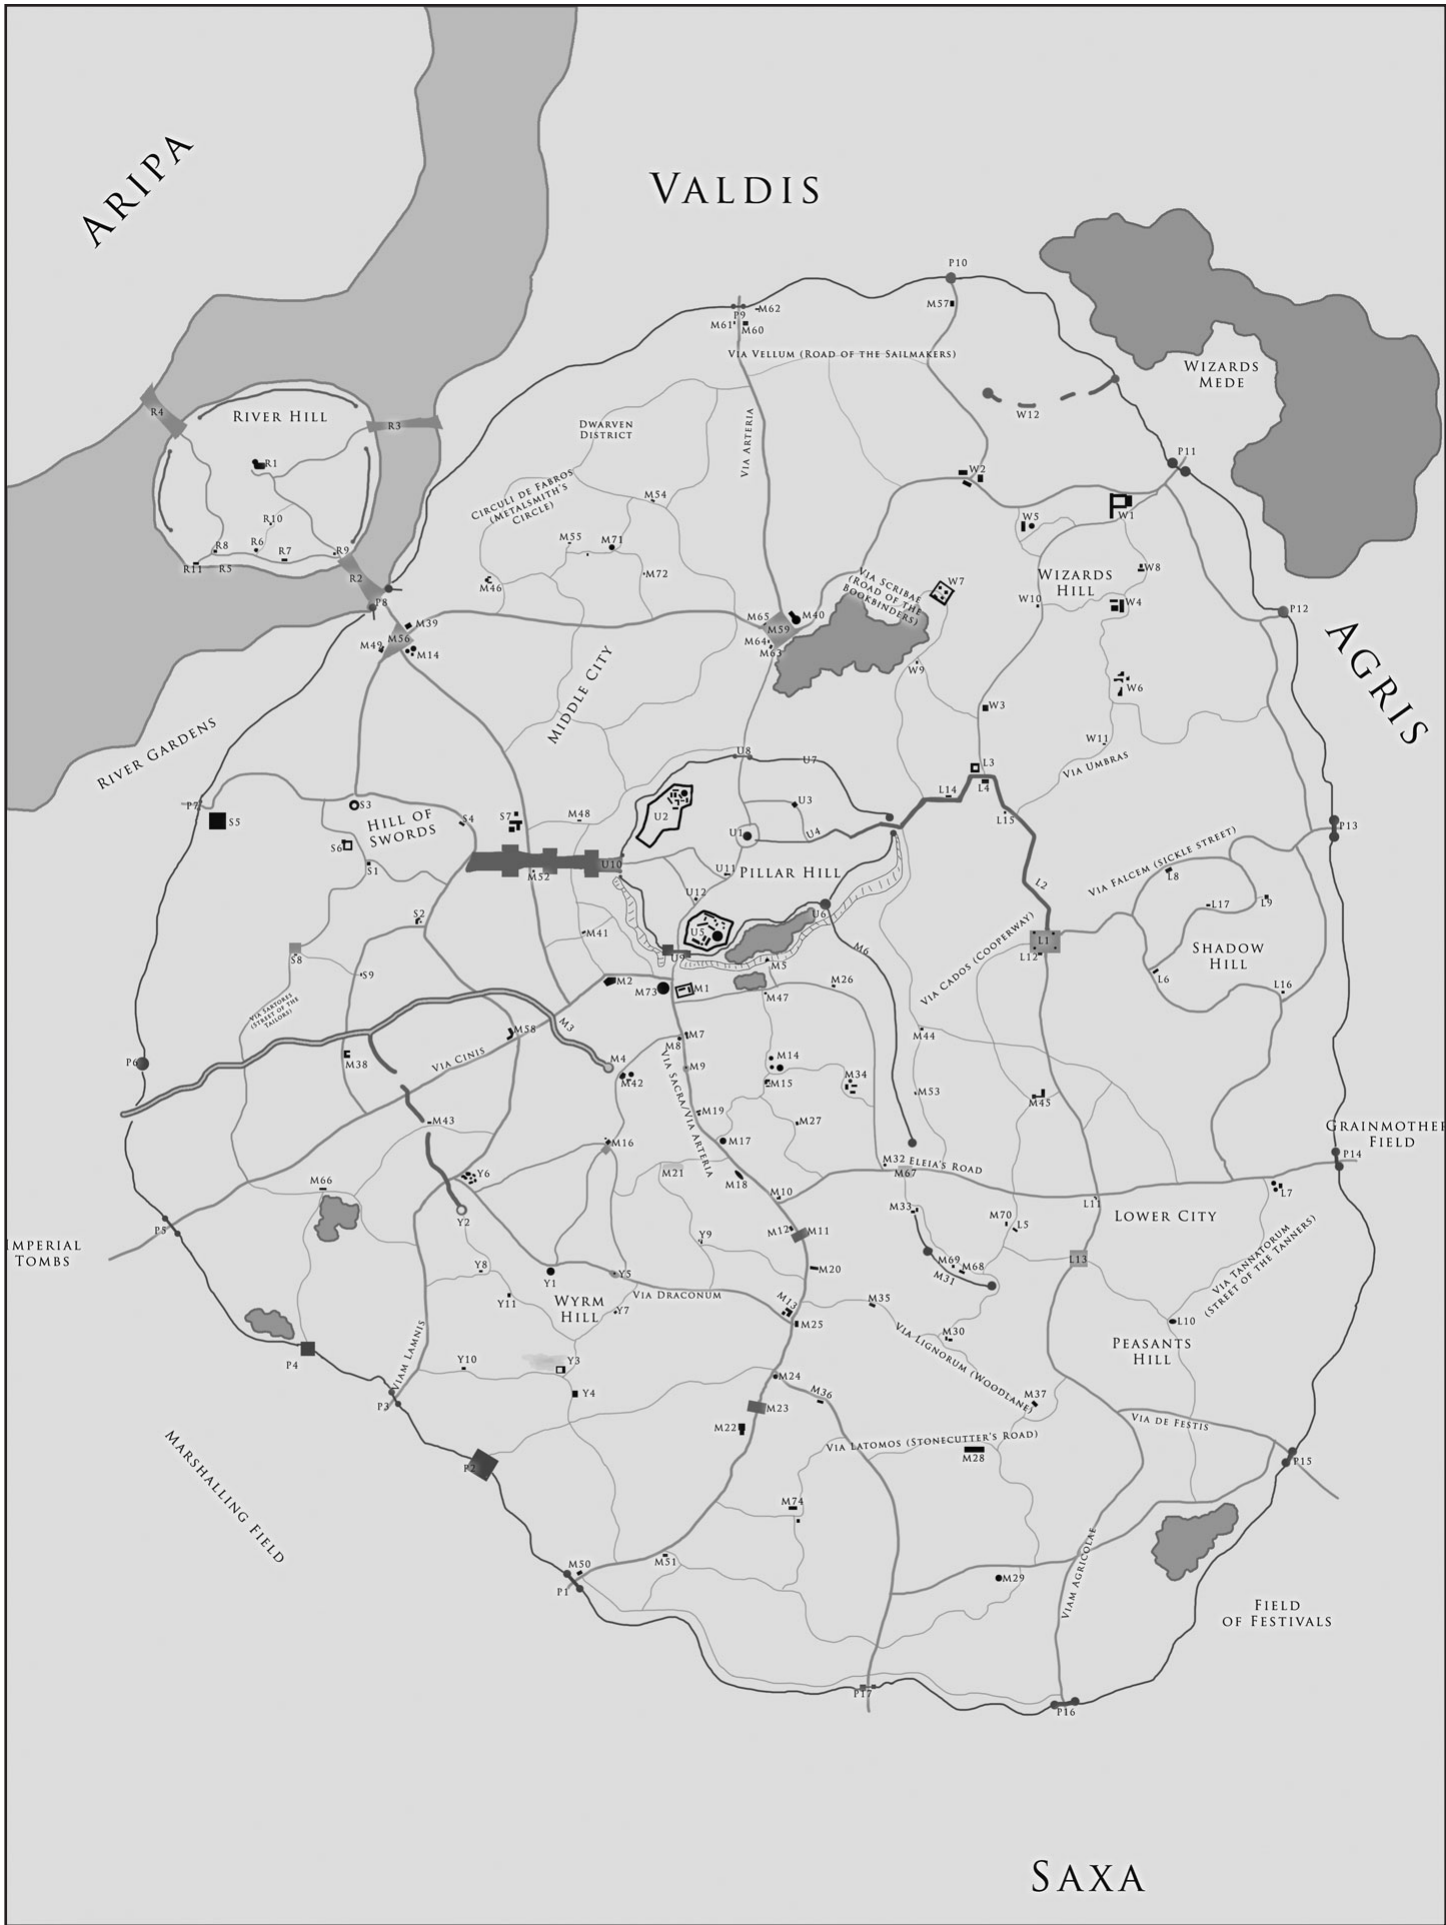 ARIPA
VALDIS
P10
M57
M62
P9
M61
M60
VIA VELLUM (ROAD OF THE SAILMAKERS)
WIZARDS
MEDE
R4
RIVER HILL
R3
W12
DWARVEN
DISTRICT
VIA ARTERIA
P11
R1
W2
CIRCULI DE FABROS
(METALSMITH'S
CIRCLE)
M54
W1
R10
W5
M55
M71
R8
R6
R7
R9
R11
R5
R2
M72
M46
VIA SCRIBAE
(ROAD OF THE
BOOKBINDERS)
W7
WIZARDS
HILL
W8
W10
W4
P8
P12
M39
M65
M40
M59
M56
M49
M14
M64
M63
AGRIS
W9
W6
MIDDLE CITY
W3
RIVER GARDENS
W11
U8
U7
VIA UMBRAS
L3
L4
L14
P7
S3
S5
HILL OF
SWORDS
S4
S7
M48
U2
U3
L15
P13
U1
U4
S6
S1
M52
U10
U11
PILLAR HILL
VIA FALCEM (SICKLE STREET)
L8
L2
U12
L17
L9
S2
U6
U5
M41
L1
M6
VIA CADOS (COOPERWAY)
SHADOW
HILL
L12
S8
U9
M5
S9
L6
M2
M73
M1
M47
M26
L16
VIA SARTORES
(STREET OF THE
TAILORS)
M3
M58
M7
M8
M44
P6
M38
VIA CINIS
M4
M42
M9
M14
M15
M34
M53
M45
VIA SACRA/VIA ARTERIA
M19
M43
M27
GRAINMOTHER
FIELD
M16
M17
P14
M21
M32
ELEIA'S ROAD
M67
Y6
M18
M66
M10
L7
L11
M33
LOWER CITY
P5
Y2
M70
L5
M12
M11
IMPERIAL
TOMBS
Y9
L13
Y8
Y1
Y5
M20
M69
M68
M31
VIA TANNATORUM
(STREET OF THE TANNERS)
Y11
WYRM
HILL
Y7
VIA DRACONUM
M13
M35
M25
L10
M30
PEASANTS
HILL
P4
VIAM LAMNIS
Y10
Y3
VIA LIGNORUM (WOODLANE)
M24
Y4
M36
M37
P3
M23
VIA DE FESTIS
M22
VIA LATOMOS (STONECUTTER'S ROAD)
M28
MARSHALLING FIELD
P2
P15
M74
M50
M51
P1
M29
VIAM AGRICOLAE
FIELD
OF FESTIVALS
P17
P16
SAXA